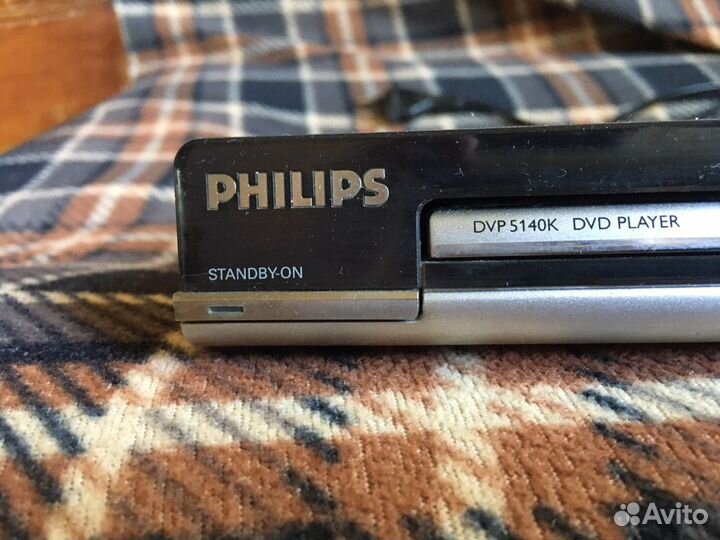 PHILIPS
DVP 5140K DVD PLAYER
STANDBY-ON
Avito